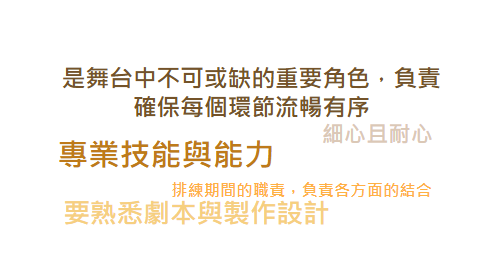 是舞台中不可或缺的重要角色，負責
確保每個環節流暢有序
細心且耐心
專業技能與能力
排練期間的職責，負責各方面的結合
要熟悉劇本與製作設計